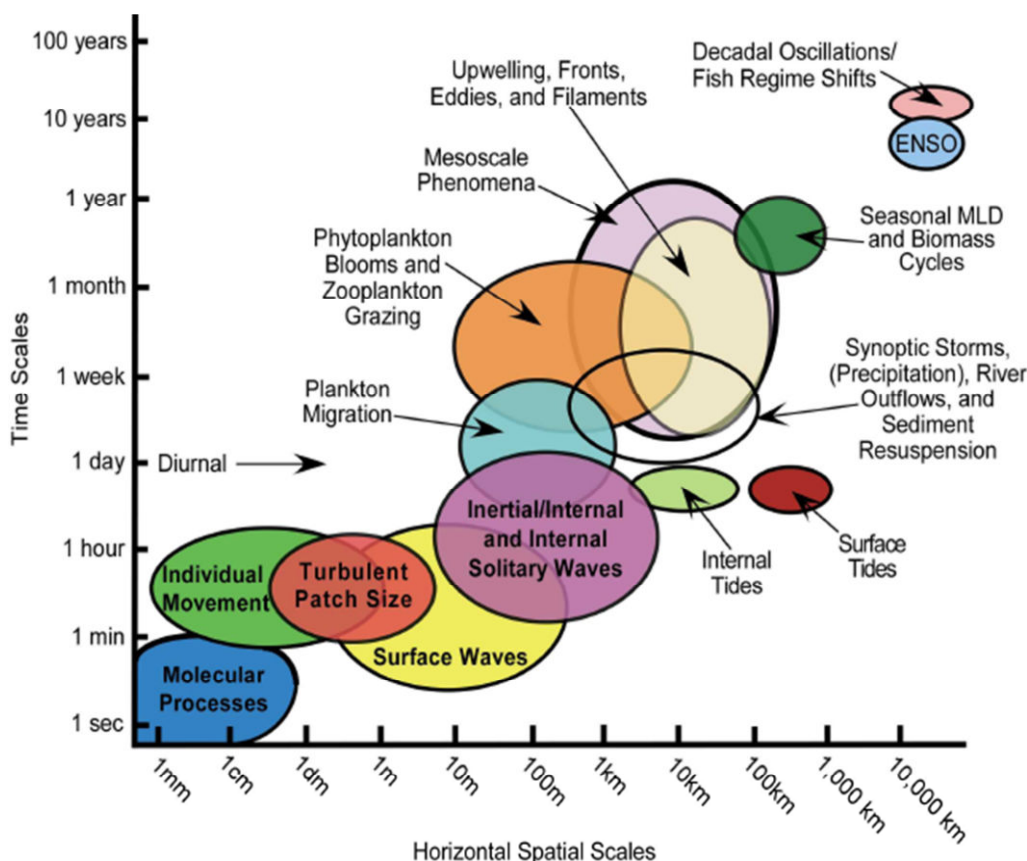 100 years
10 years
1 year
1 month
1 week
1 day
1 hour
1 min
1 sec
Time Scales
Decadal Oscillations/
Fish Regime Shifts
ENSO
Upwelling, Fronts,
Eddies, and Filaments
Mesoscale
Phenomena
Seasonal MLD
and Biomass
Cycles
Phytoplankton
Blooms and
Zooplankton
Grazing
Synoptic Storms,
(Precipitation), River
Outflows, and
Sediment
Resuspension
Plankton
Migration
Diurnal
Inertial/Internal
and Internal
Solitary Waves
Internal
Tides
Surface
Tides
Individual
Movement
Turbulent
Patch Size
Surface Waves
Molecular
Processes
1mm
1cm
1dm
1m
10m
100m
1km
10km
100km
1,000 km
10,000 km
Horizontal Spatial Scales